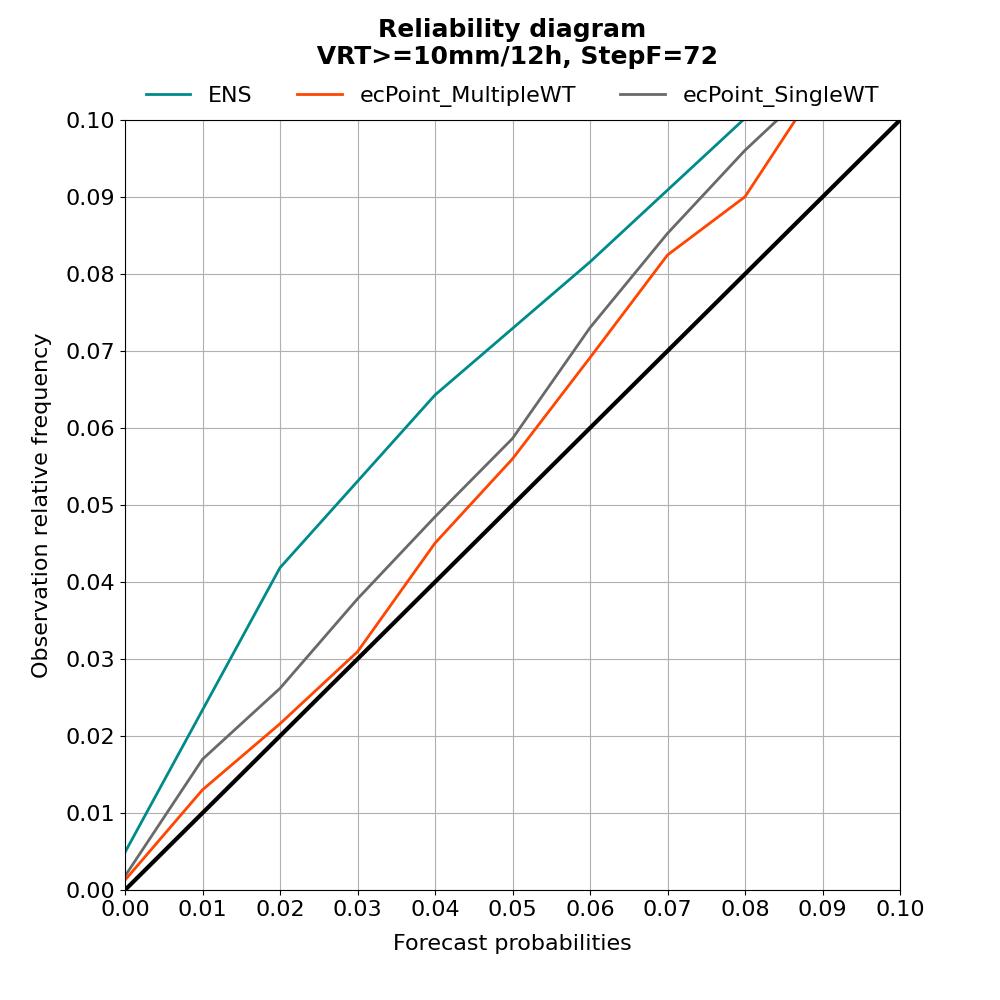 Reliability diagram
VRT>=10mm/12h, StepF=72
ENS ecPoint_MultipleWT ecPoint_SingleWT
0.10
0.09
0.08
0.07
0.06
0.05
0.04
0.03
0.02
0.01
0.00
Observation relative frequency
0.00 0.01 0.02 0.03 0.04 0.05 0.06 0.07 0.08 0.09 0.10
Forecast probabilities